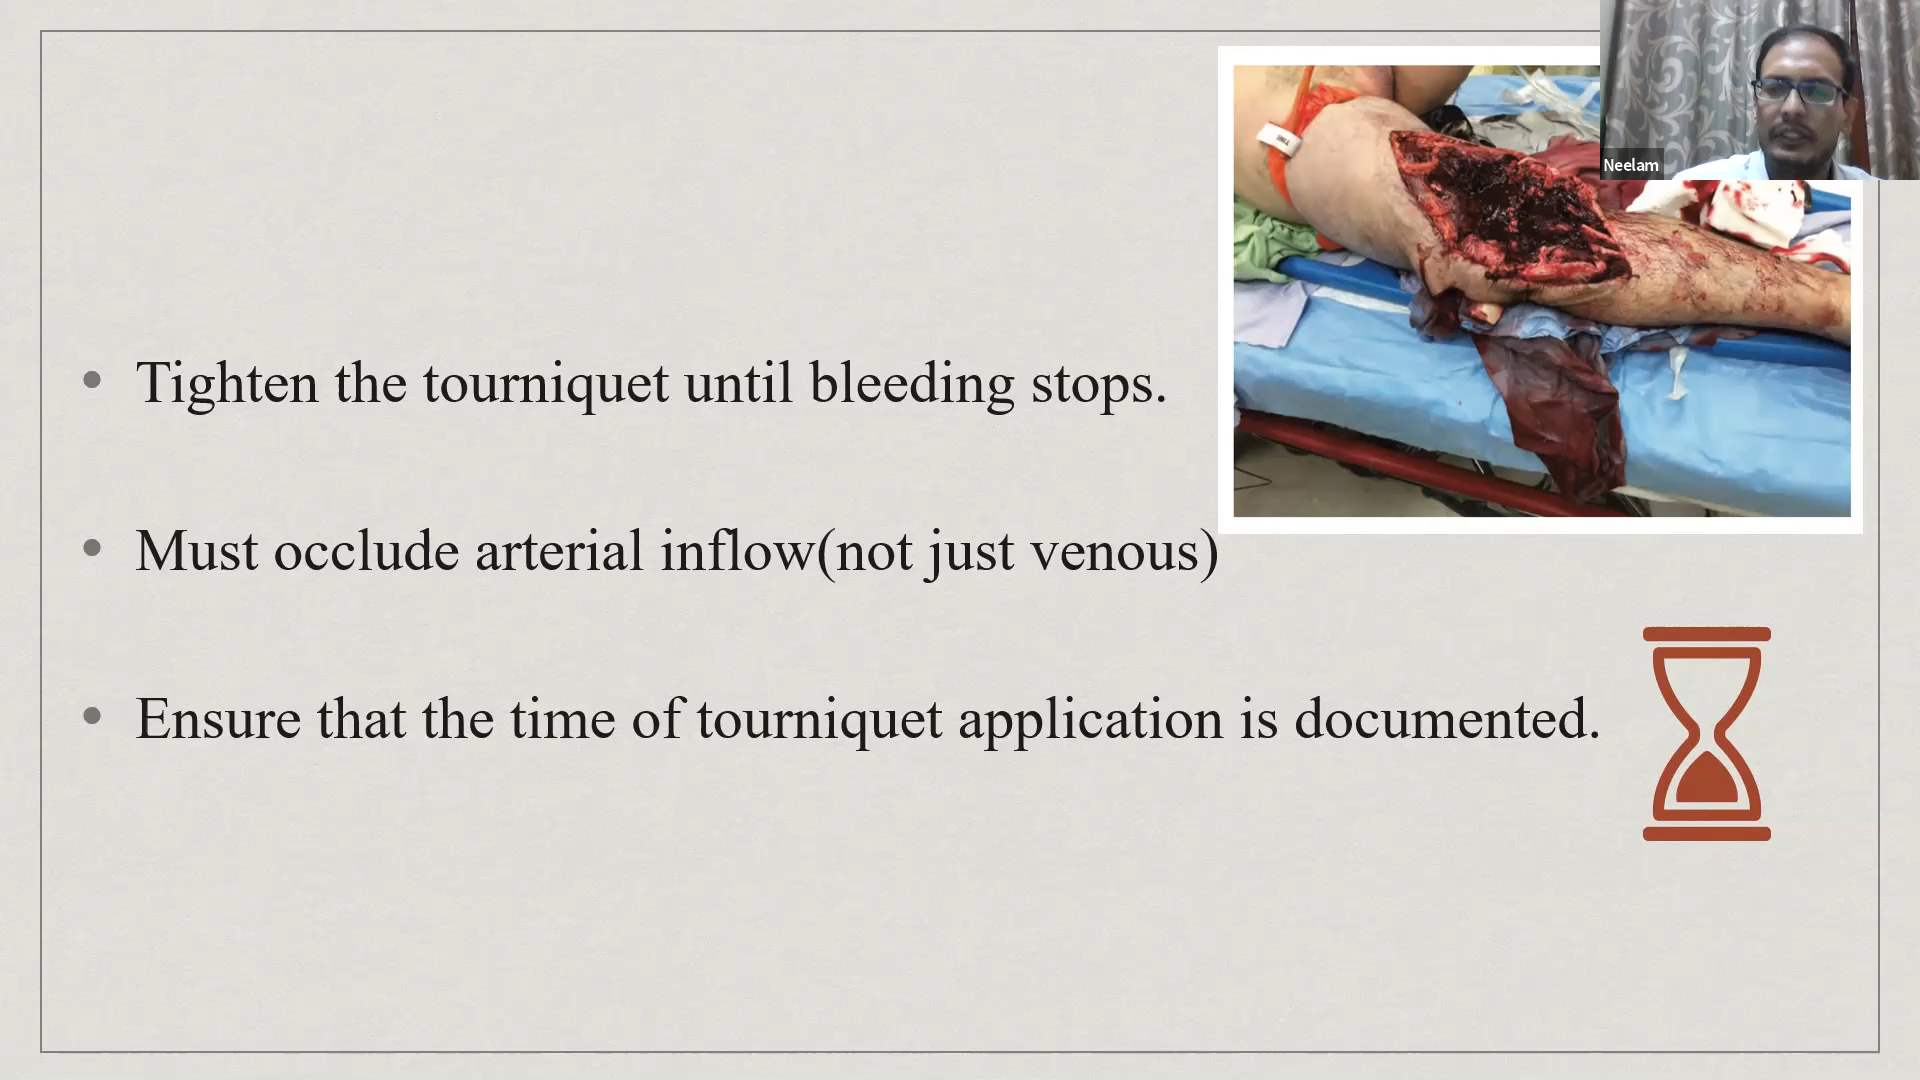 Neelam
TIME
• Tighten the tourniquet until bleeding stops.
• Must occlude arterial inflow(not just venous)
• Ensure that the time of tourniquet application is documented.